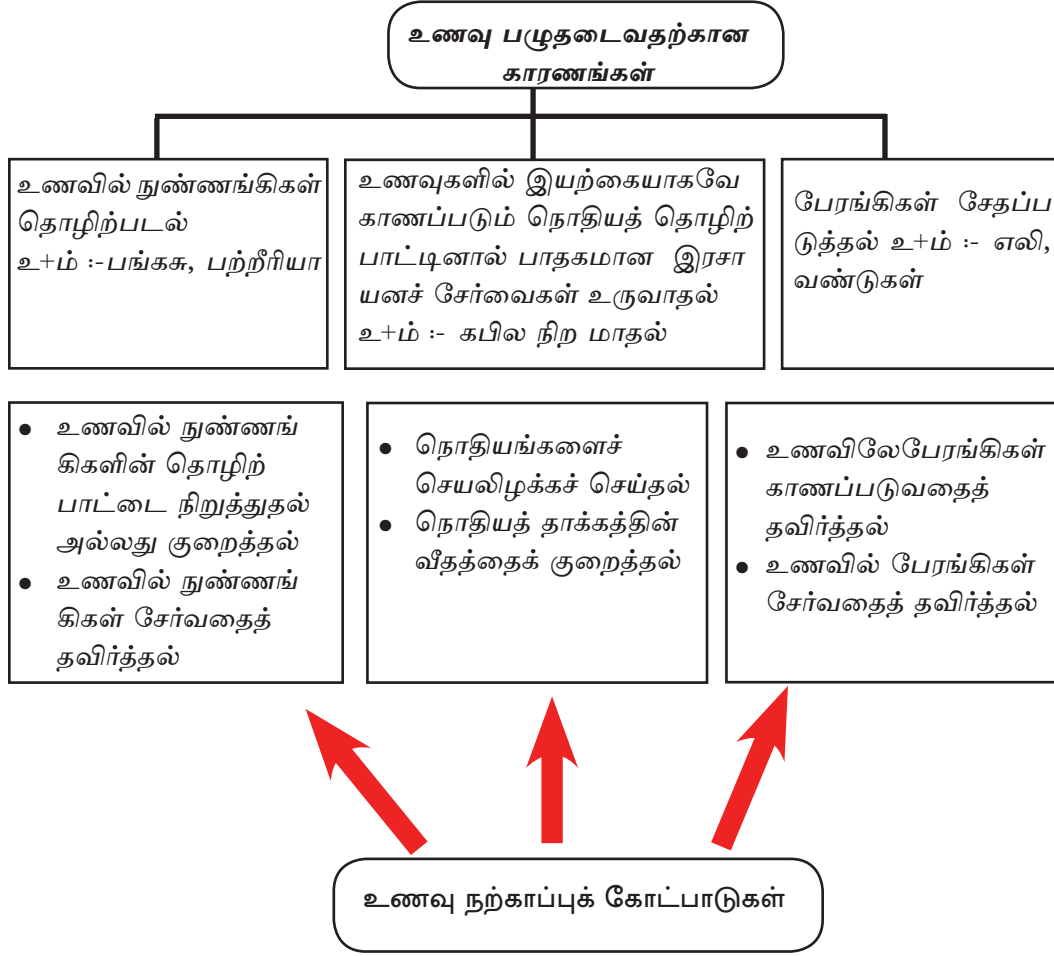 உணவு பழுதடைவதற்கான
காரணங்கள்
உணவில் நுண்ணங்கிகள்
தொழிற்படல்
உ+ம் :-பங்கசு, பற்றீரியா
உணவுகளில் இயற்கையாகவே
காணப்படும் நொதியத் தொழிற்
பாட்டினால் பாதகமான இரசா
யனச் சேர்வைகள் உருவாதல்
உ+ம் :- கபில நிற மாதல்
பேரங்கிகள் சேதப்ப
டுத்தல் உ+ம் :- எலி,
வண்டுகள்
● உணவில் நுண்ணங்
கிகளின் தொழிற்
பாட்டை நிறுத்துதல்
அல்லது குறைத்தல்
● உணவில் நுண்ணங்
கிகள் சேர்வதைத்
தவிர்த்தல்
● நொதியங்களைச்
செயலிழக்கச் செய்தல்
● நொதியத் தாக்கத்தின்
வீதத்தைக் குறைத்தல்
● உணவிலேபேரங்கிகள்
காணப்படுவதைத்
தவிர்த்தல்
● உணவில் பேரங்கிகள்
சேர்வதைத் தவிர்த்தல்
உணவு நற்காப்புக் கோட்பாடுகள்